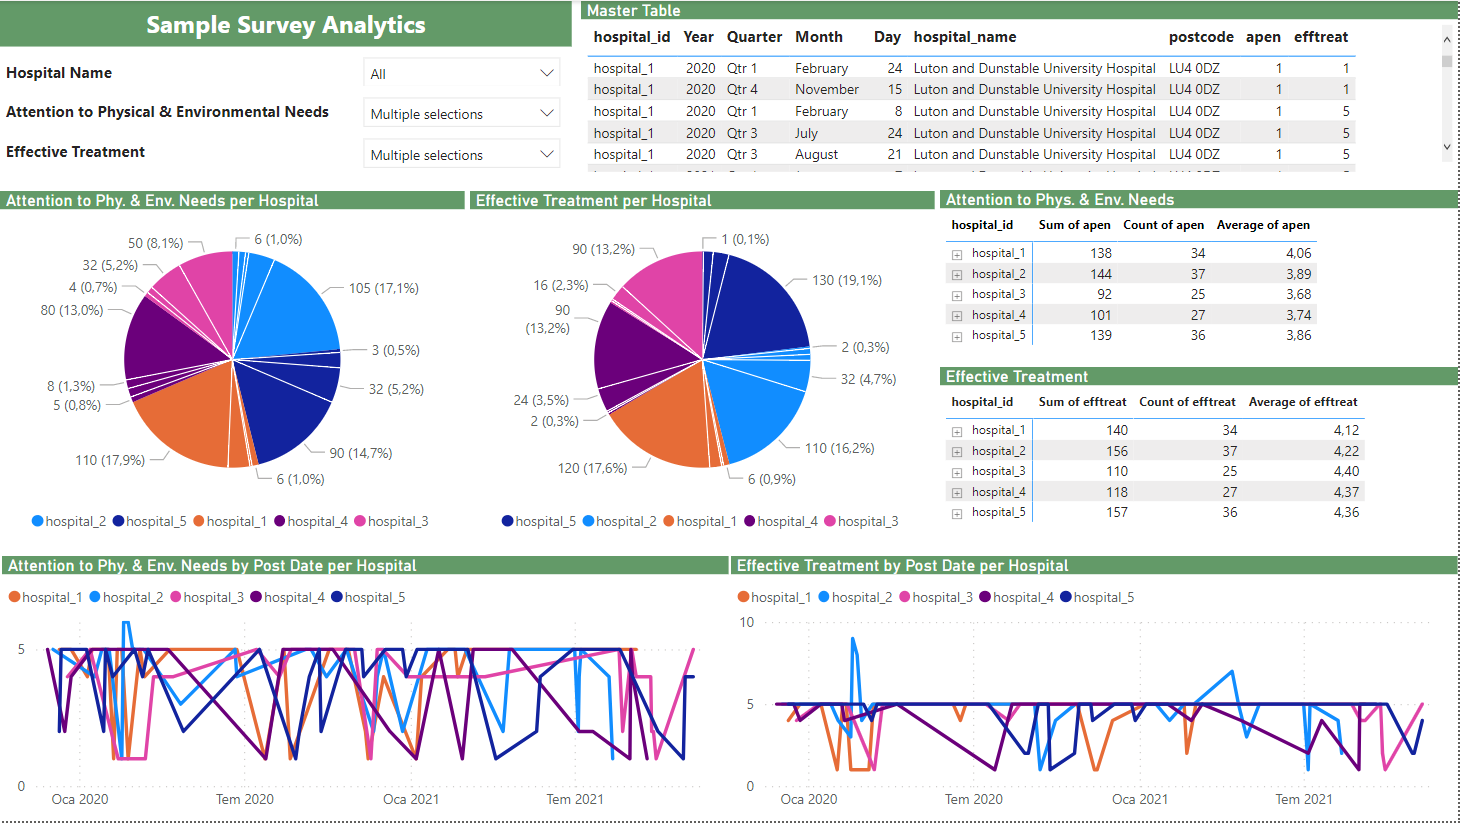 Sample Survey Analytics
Hospital Name
All
Attention to Physical & Environmental Needs
Multiple selections
Effective Treatment
Multiple selections
Master Table
hospital_id Year Quarter Month Day hospital_name postcode apen efftreat
hospital_1 2020 Qtr 1 February 24 Luton and Dunstable University Hospital LU4 0DZ 1 1
hospital_1 2020 Qtr 4 November 15 Luton and Dunstable University Hospital LU4 0DZ 1 1
hospital_1 2020 Qtr 1 February 8 Luton and Dunstable University Hospital LU4 0DZ 1 5
hospital_1 2020 Qtr 3 July 24 Luton and Dunstable University Hospital LU4 0DZ 1 5
hospital_1 2020 Qtr 3 August 21 Luton and Dunstable University Hospital LU4 0DZ 1 5
Attention to Phy. & Env. Needs per Hospital
6 (1,0%)
105 (17,1%)
3 (0,5%)
32 (5,2%)
90 (14,7%)
6 (1,0%)
110 (17,9%)
5 (0,8%)
8 (1,3%)
80 (13,0%)
4 (0,7%)
32 (5,2%)
50 (8,1%)
hospital_2 hospital_5 hospital_1 hospital_4 hospital_3
Effective Treatment per Hospital
1 (0,1%)
130 (19,1%)
2 (0,3%)
32 (4,7%)
110 (16,2%)
6 (0,9%)
120 (17,6%)
2 (0,3%)
24 (3,5%)
90
(13,2%)
16 (2,3%)
90 (13,2%)
hospital_5 hospital_2 hospital_1 hospital_4 hospital_3
Attention to Phys. & Env. Needs
hospital_id Sum of apen Count of apen Average of apen
hospital_1 138 34 4,06
hospital_2 144 37 3,89
hospital_3 92 25 3,68
hospital_4 101 27 3,74
hospital_5 139 36 3,86
Effective Treatment
hospital_id Sum of efftreat Count of efftreat Average of efftreat
hospital_1 140 34 4,12
hospital_2 156 37 4,22
hospital_3 110 25 4,40
hospital_4 118 27 4,37
hospital_5 157 36 4,36
Attention to Phy. & Env. Needs by Post Date per Hospital
hospital_1 hospital_2 hospital_3 hospital_4 hospital_5
5
0
Oca 2020 Tem 2020 Oca 2021 Tem 2021
Effective Treatment by Post Date per Hospital
hospital_1 hospital_2 hospital_3 hospital_4 hospital_5
10
5
0
Oca 2020 Tem 2020 Oca 2021 Tem 2021